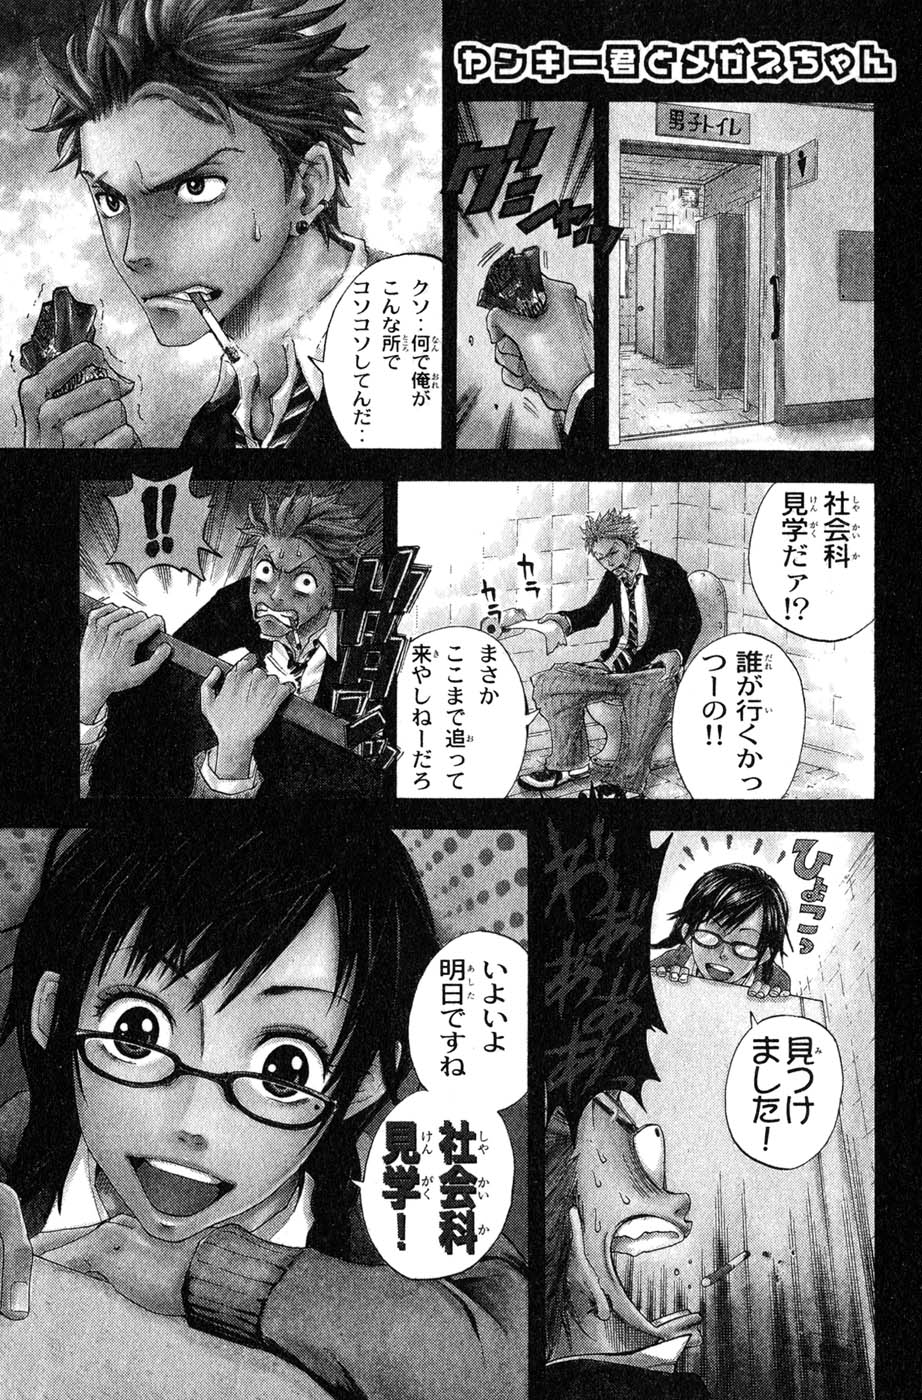 ヤンキー君とメガネちゃん
男子トイレ
グシャ
クソ‥何で俺が
こんな所で
コソコソしてんだ‥
社会科
見学だァ!?
誰が行くかっ
つーの!!
カラ
カラ
まさか
ここまで追って
来やしねーだろ
!!
ひょこっ
見つけ
ました!
いよいよ
明日ですね
社会科
見学!